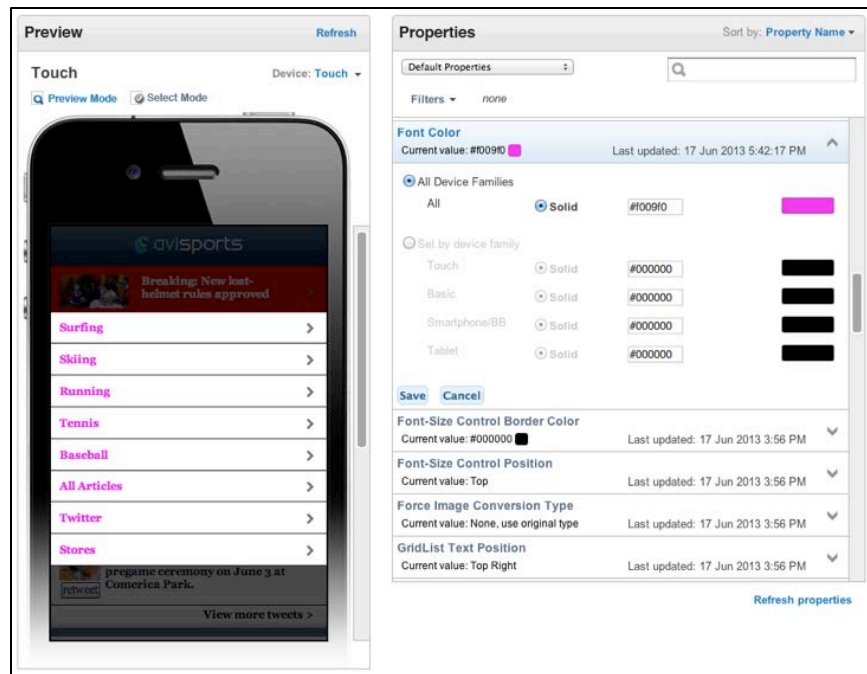 Preview
Refresh
Touch
Device: Touch
Preview Mode
Select Mode
avisports
Breaking: New lost-
helmet rules approved
Surfing
Skiing
Running
Tennis
Baseball
All Articles
Twitter
Stores
pregame ceremony on June 3 at
Comerica Park.
retweet
View more tweets >
Properties
Sort by: Property Name
Default Properties
Filters
none
Font Color
Current value: #f009f0
Last updated: 17 Jun 2013 5:42:17 PM
All Device Families
All
Solid
#f009f0
Set by device family
Touch
Solid
#000000
Basic
Solid
#000000
Smartphone/BB
Solid
#000000
Tablet
Solid
#000000
Save
Cancel
Font-Size Control Border Color
Current value: #000000
Last updated: 17 Jun 2013 3:56 PM
Font-Size Control Position
Current value: Top
Last updated: 17 Jun 2013 3:56 PM
Force Image Conversion Type
Current value: None, use original type
Last updated: 17 Jun 2013 3:56 PM
GridList Text Position
Current value: Top Right
Last updated: 17 Jun 2013 3:56 PM
Refresh properties